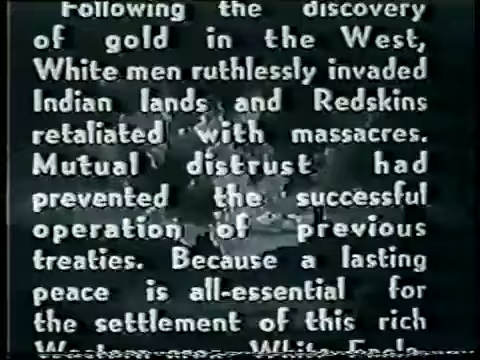 Following the discovery
of gold in the West,
White men ruthlessly invaded
Indian lands and Redskins
retaliated with massacres.
Mutual distrust had
prevented the successful
operation of previous
treaties. Because a lasting
peace is all-essential for
the settlement of this rich
White Eagle